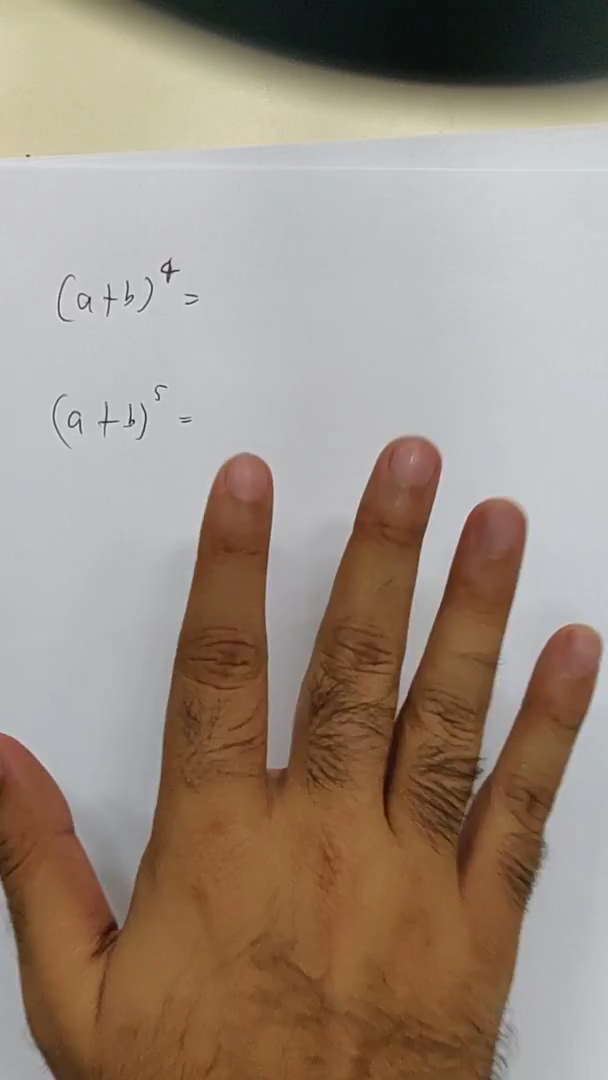 (a+b)⁴ =
(a+b)⁵ =